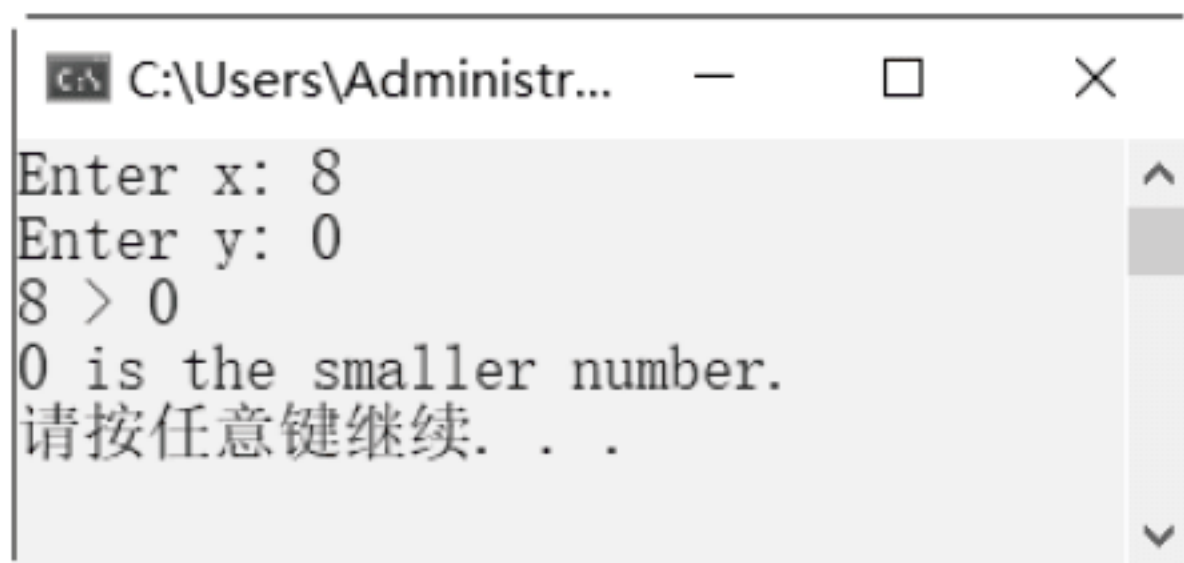 C:\Users\Administr...
Enter x: 8
Enter y: 0
8 > 0
0 is the smaller number.
请按任意键继续. . .